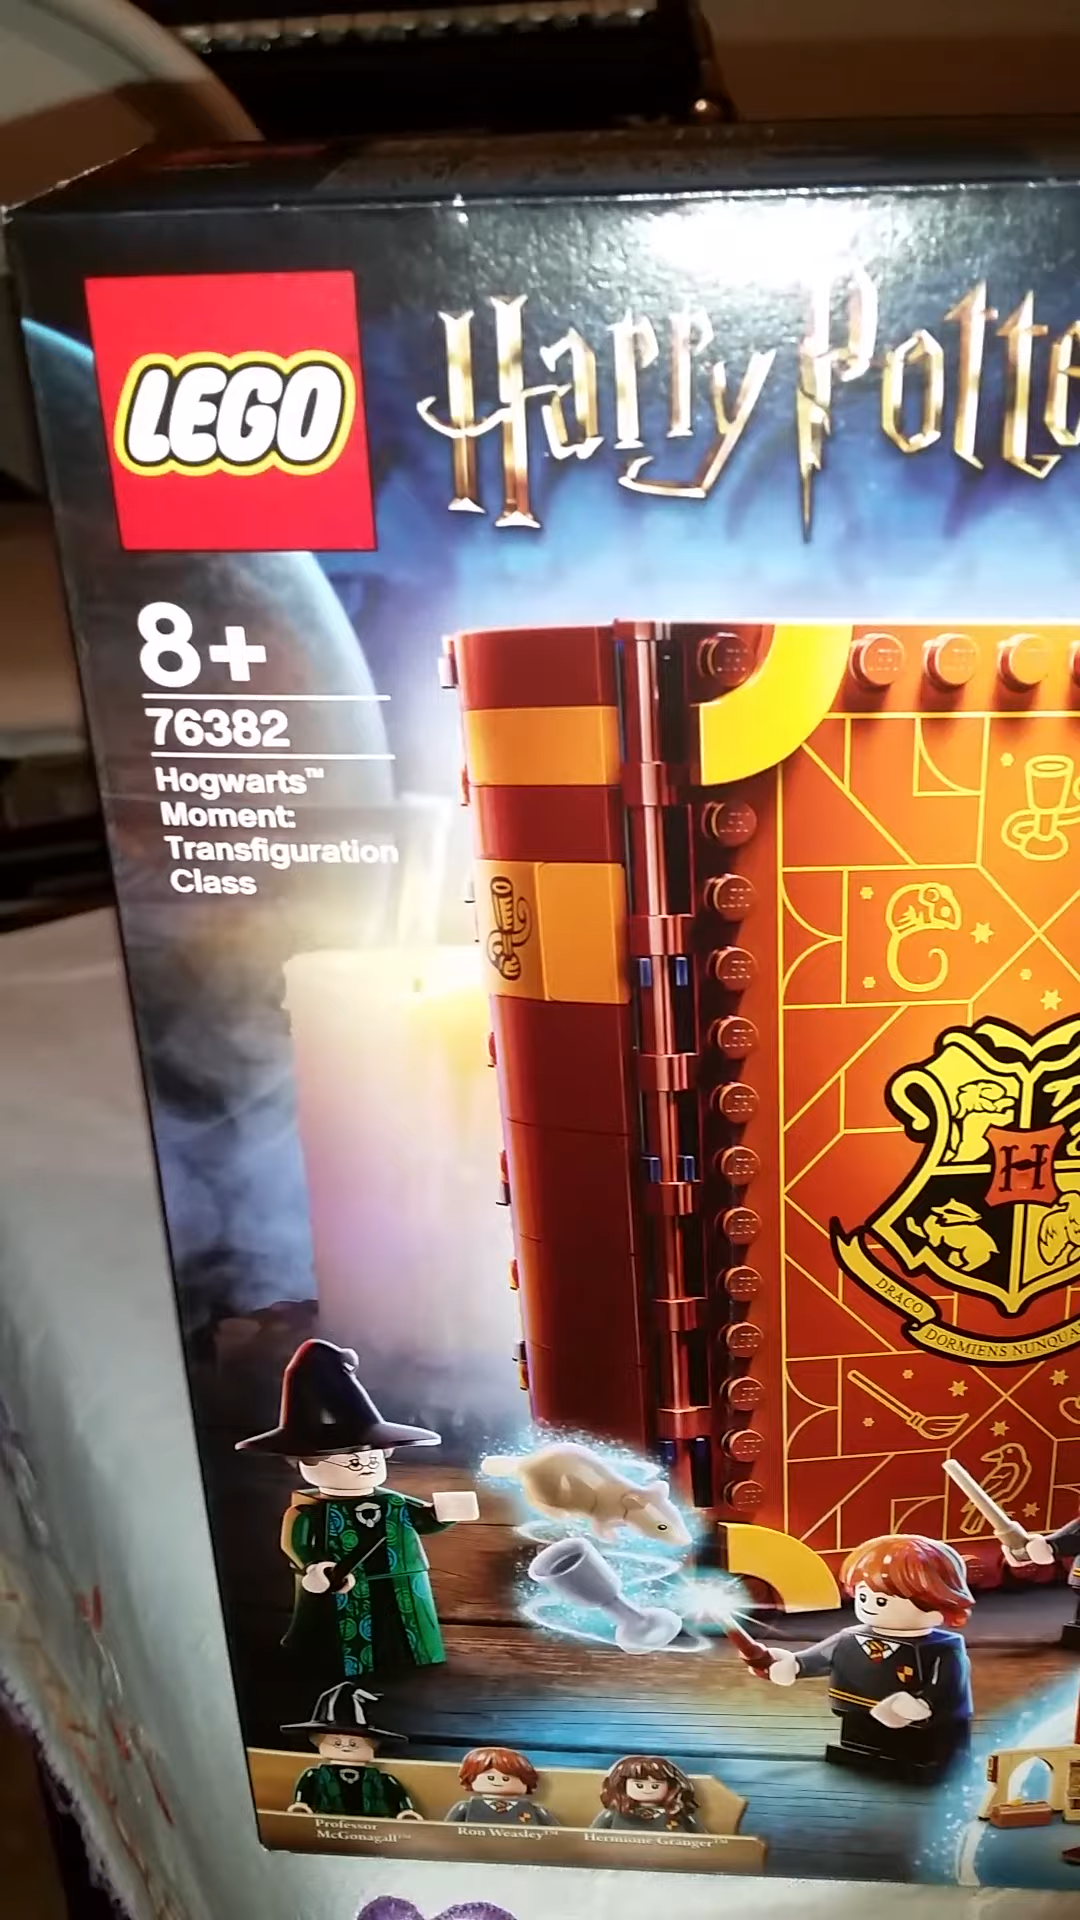 LEGO
Harry Potte
8+
76382
Hogwarts™
Moment:
Transfiguration
Class
H
DRACO
DORMIENS NUNQUA
Professor
McGonagall™
Ron Weasley™
Hermione Granger™